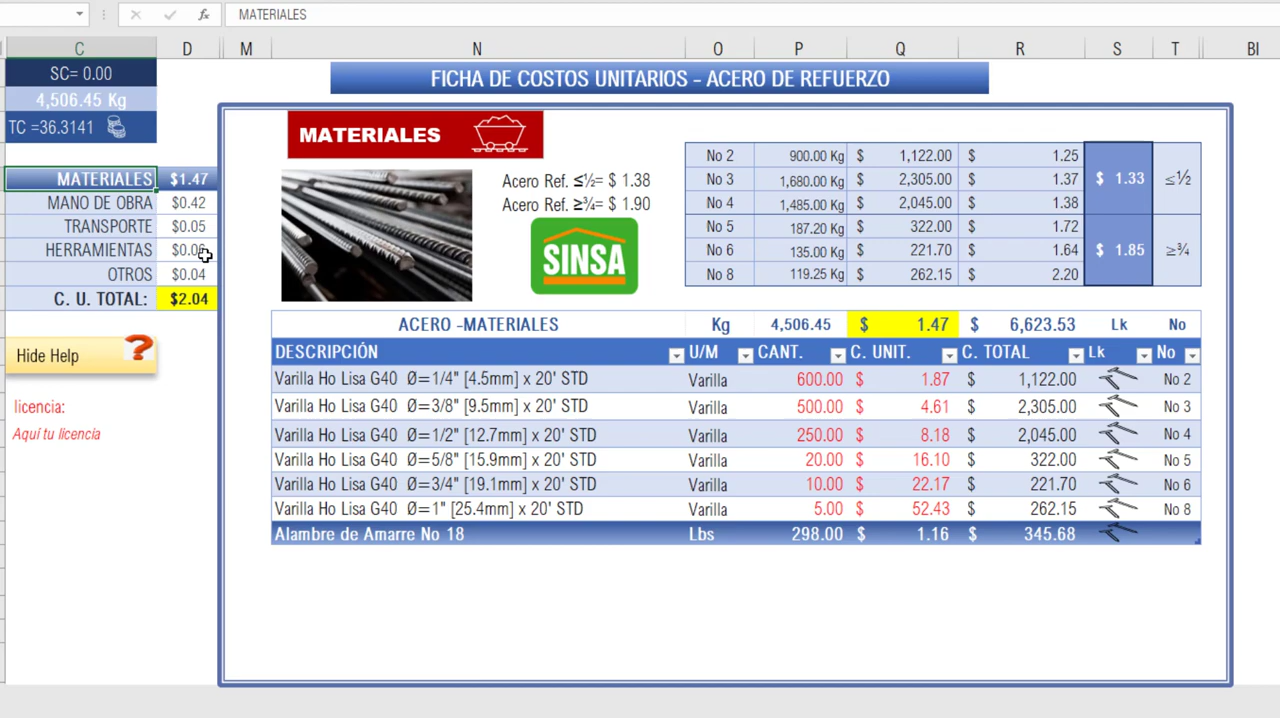 fx MATERIALES
C D M N O P Q R S T BI
SC= 0.00
4,506.45 Kg
TC =36.3141
MATERIALES $1.47
MANO DE OBRA $0.42
TRANSPORTE $0.05
HERRAMIENTAS
OTROS $0.04
C. U. TOTAL: $2.04
Hide Help ?
licencia:
Aquí tu licencia
FICHA DE COSTOS UNITARIOS - ACERO DE REFUERZO
MATERIALES
Acero Ref. ≤½= $ 1.38
Acero Ref. ≥¾= $ 1.90
SINSA
No 2 900.00 Kg $ 1,122.00 $ 1.25
No 3 1,680.00 Kg $ 2,305.00 $ 1.37
No 4 1,485.00 Kg $ 2,045.00 $ 1.38
$ 1.33 ≤½
No 5 187.20 Kg $ 322.00 $ 1.72
No 6 135.00 Kg $ 221.70 $ 1.64
No 8 119.25 Kg $ 262.15 $ 2.20
$ 1.85 ≥¾
ACERO -MATERIALES Kg 4,506.45 $ 1.47 $ 6,623.53 Lk No
DESCRIPCIÓN U/M CANT. C. UNIT. C. TOTAL Lk No
Varilla Ho Lisa G40 Ø=1/4" [4.5mm] x 20' STD Varilla 600.00 $ 1.87 $ 1,122.00 No 2
Varilla Ho Lisa G40 Ø=3/8" [9.5mm] x 20' STD Varilla 500.00 $ 4.61 $ 2,305.00 No 3
Varilla Ho Lisa G40 Ø=1/2" [12.7mm] x 20' STD Varilla 250.00 $ 8.18 $ 2,045.00 No 4
Varilla Ho Lisa G40 Ø=5/8" [15.9mm] x 20' STD Varilla 20.00 $ 16.10 $ 322.00 No 5
Varilla Ho Lisa G40 Ø=3/4" [19.1mm] x 20' STD Varilla 10.00 $ 22.17 $ 221.70 No 6
Varilla Ho Lisa G40 Ø=1" [25.4mm] x 20' STD Varilla 5.00 $ 52.43 $ 262.15 No 8
Alambre de Amarre No 18 Lbs 298.00 $ 1.16 $ 345.68